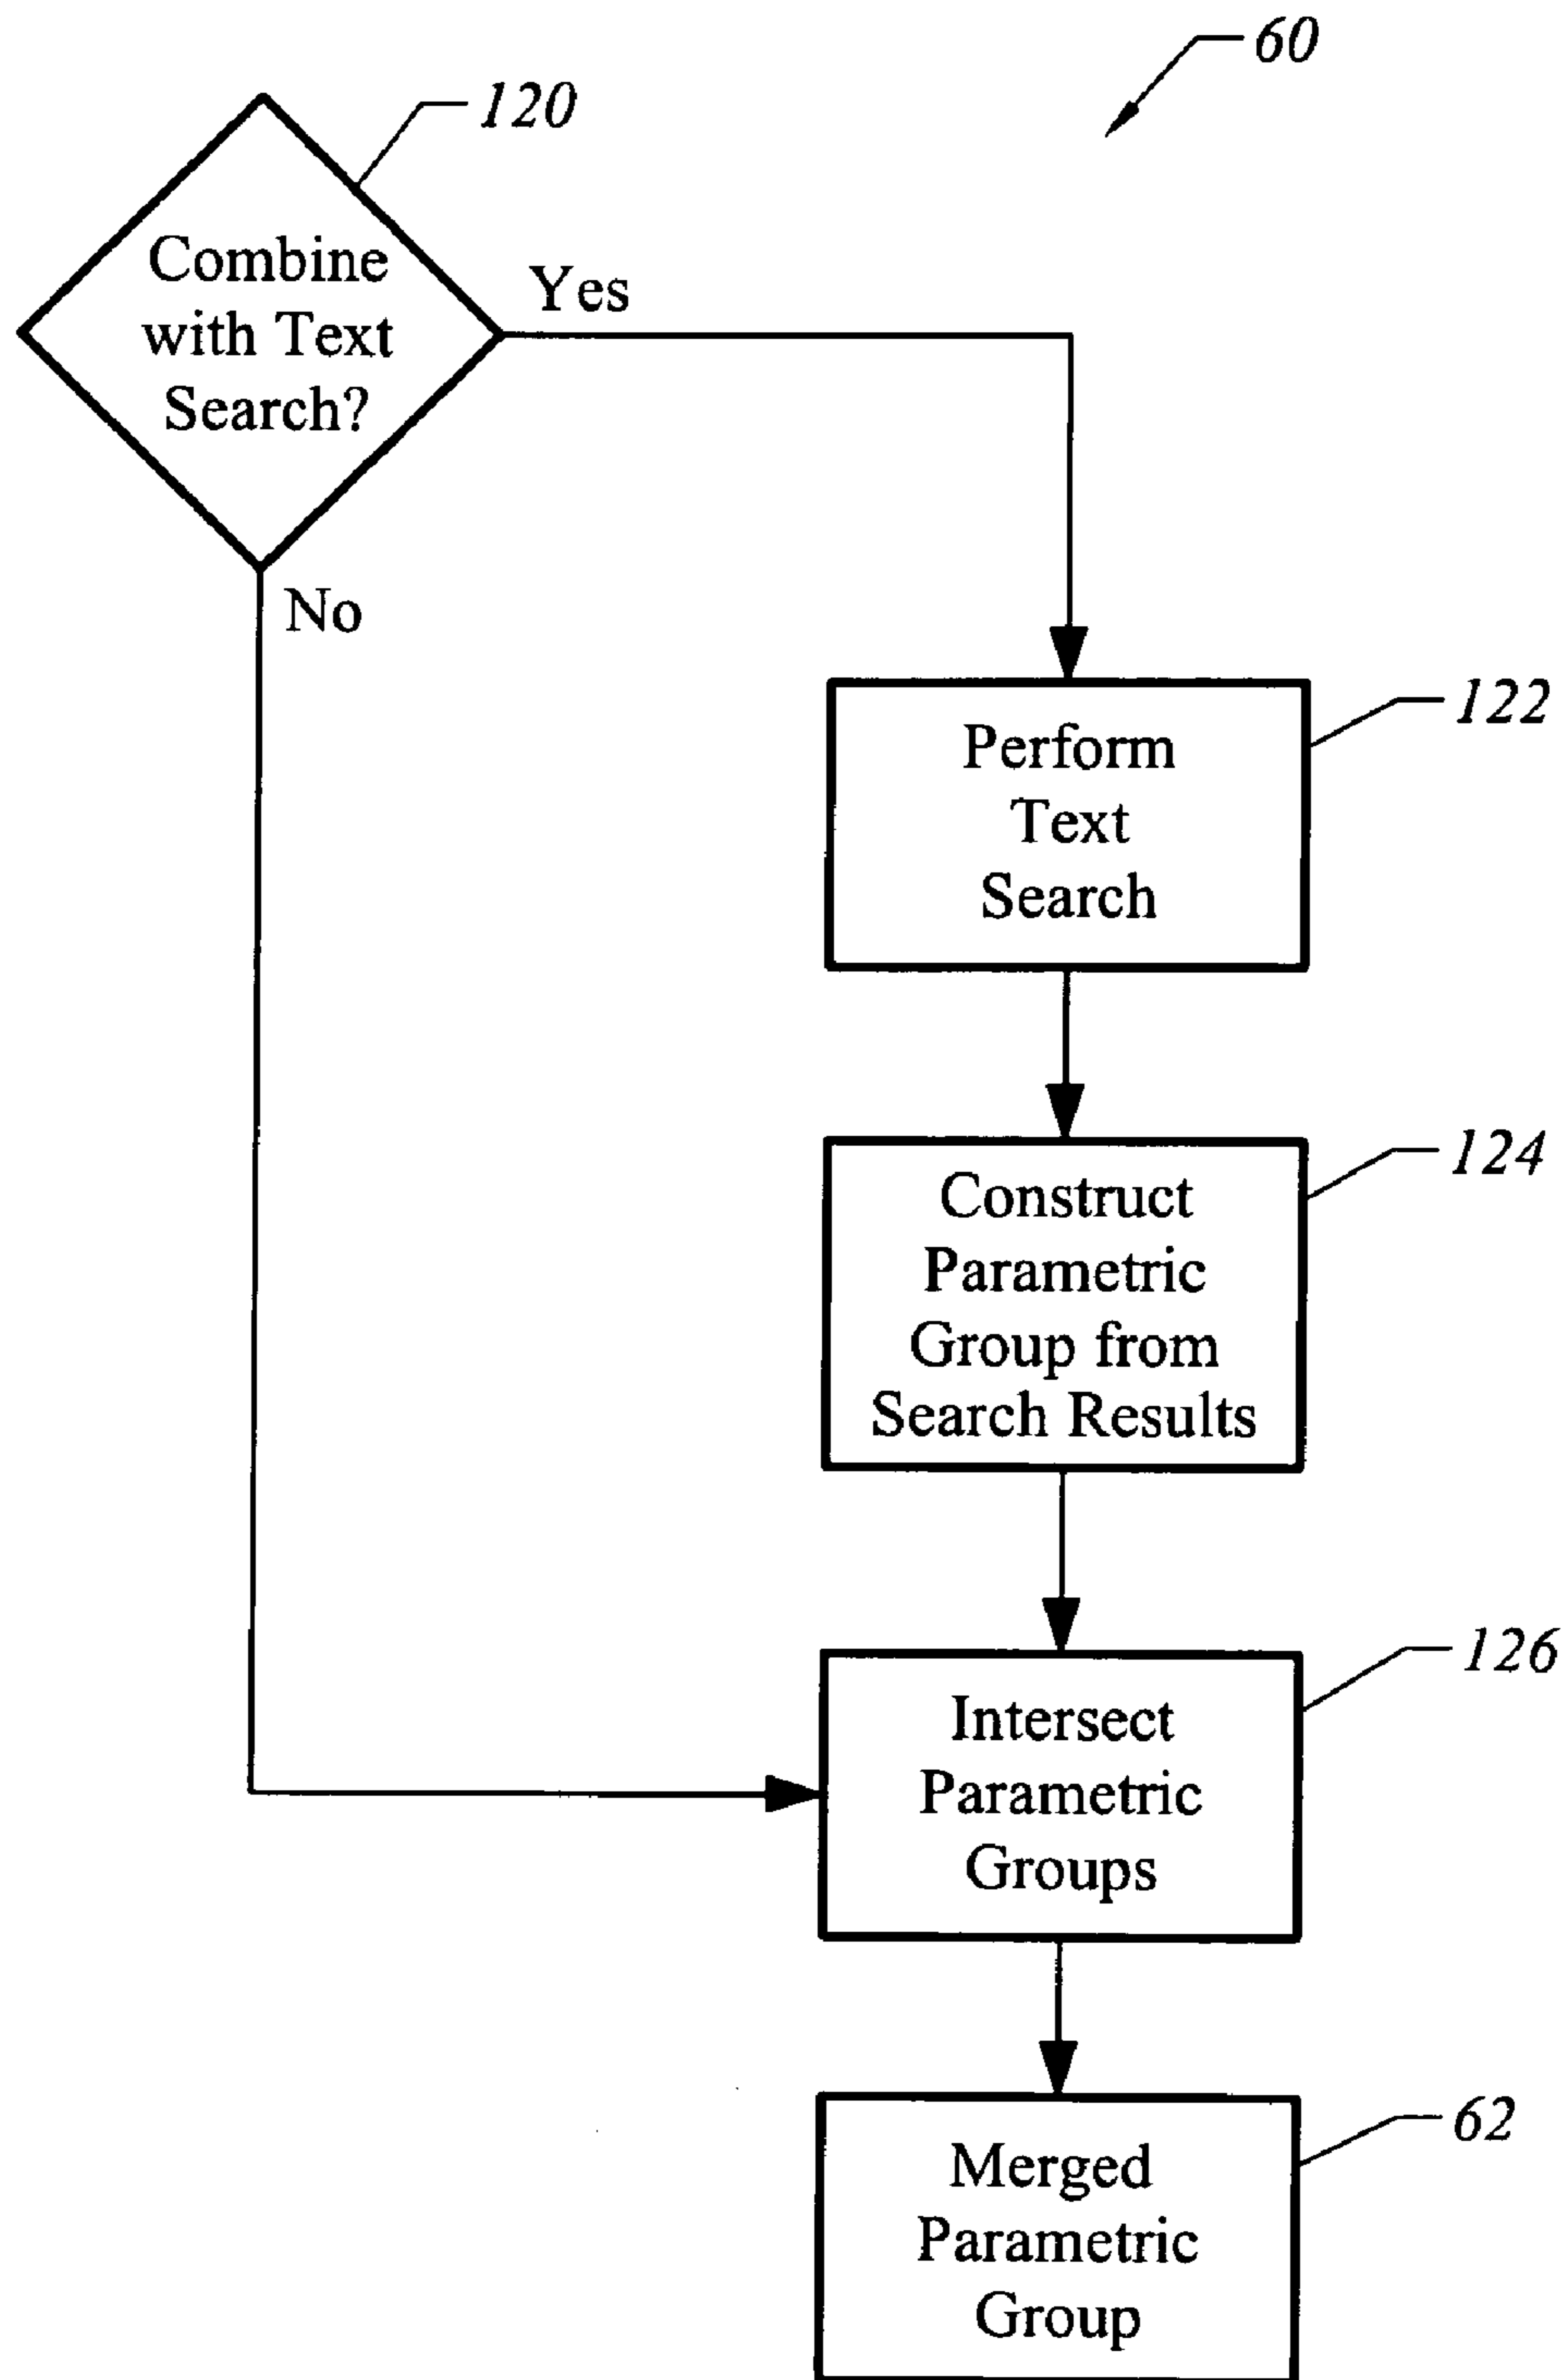 60
120
Combine
with Text
Search?
Yes
No
122
Perform
Text
Search
124
Construct
Parametric
Group from
Search Results
126
Intersect
Parametric
Groups
62
Merged
Parametric
Group